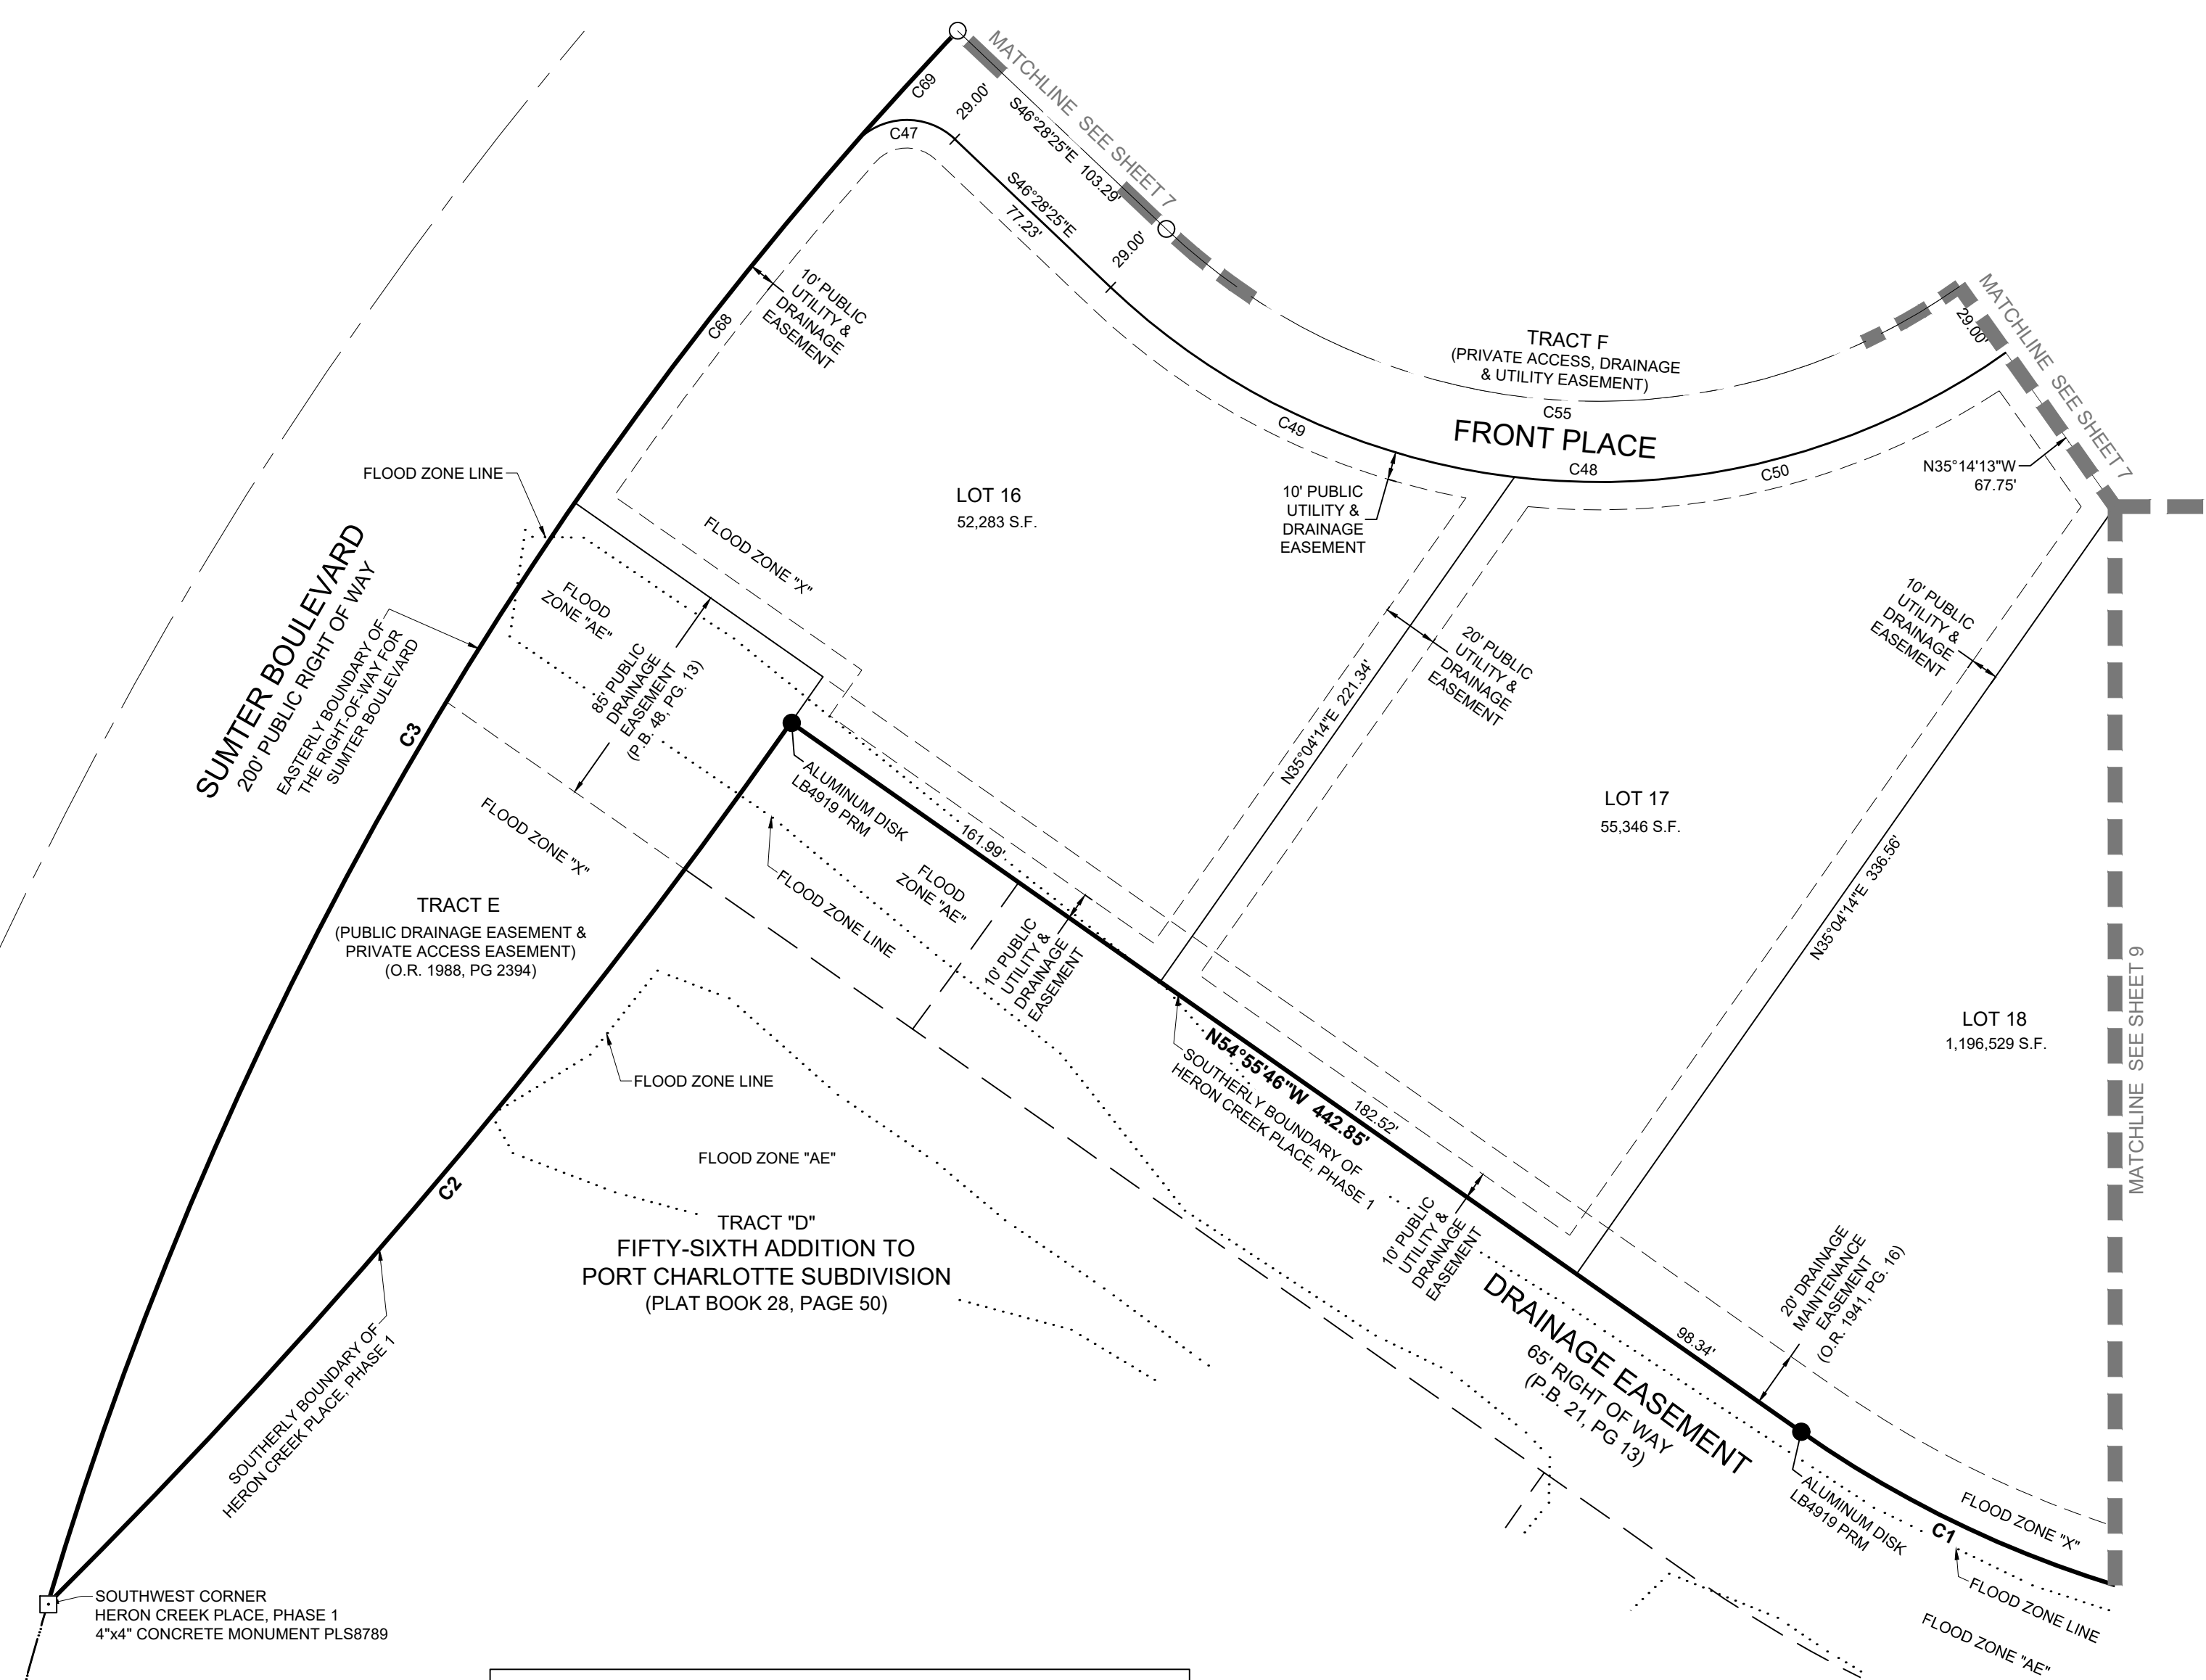 MATCHLINE SEE SHEET 7
C69
29.00'
S46°28'25"E 103.29'
C47
S46°28'25"E
77.23'
29.00'
10' PUBLIC
UTILITY &
DRAINAGE
EASEMENT
C68
TRACT F
(PRIVATE ACCESS, DRAINAGE
& UTILITY EASEMENT)
C55
FRONT PLACE
C48
C49
C50
29.00'
MATCHLINE SEE SHEET 7
N35°14'13"W
67.75'
FLOOD ZONE LINE
LOT 16
52,283 S.F.
10' PUBLIC
UTILITY &
DRAINAGE
EASEMENT
FLOOD ZONE "X"
SUMTER BOULEVARD
200' PUBLIC RIGHT OF WAY
EASTERLY BOUNDARY OF
THE RIGHT-OF-WAY FOR
SUMTER BOULEVARD
C3
FLOOD
ZONE "AE"
85' PUBLIC
DRAINAGE
EASEMENT
(P.B. 48, PG. 13)
20' PUBLIC
UTILITY &
DRAINAGE
EASEMENT
N35°04'14"E 221.34'
10' PUBLIC
UTILITY &
DRAINAGE
EASEMENT
LOT 17
55,346 S.F.
N35°04'14"E 336.56'
ALUMINUM DISK
LB4919 PRM
161.99'
FLOOD ZONE "X"
FLOOD
ZONE "AE"
FLOOD ZONE LINE
TRACT E
(PUBLIC DRAINAGE EASEMENT &
PRIVATE ACCESS EASEMENT)
(O.R. 1988, PG 2394)
10' PUBLIC
UTILITY &
DRAINAGE
EASEMENT
LOT 18
1,196,529 S.F.
MATCHLINE SEE SHEET 9
FLOOD ZONE LINE
N54°55'46"W 442.85'
SOUTHERLY BOUNDARY OF
HERON CREEK PLACE, PHASE 1
182.52'
FLOOD ZONE "AE"
C2
TRACT "D"
FIFTY-SIXTH ADDITION TO
PORT CHARLOTTE SUBDIVISION
(PLAT BOOK 28, PAGE 50)
10' PUBLIC
UTILITY &
DRAINAGE
EASEMENT
20' DRAINAGE
MAINTENANCE
EASEMENT
(O.R. 1941, PG. 16)
98.34'
DRAINAGE EASEMENT
65' RIGHT OF WAY
(P.B. 21, PG 13)
SOUTHERLY BOUNDARY OF
HERON CREEK PLACE, PHASE 1
ALUMINUM DISK
LB4919 PRM
FLOOD ZONE "X"
C1
FLOOD ZONE LINE
FLOOD ZONE "AE"
SOUTHWEST CORNER
HERON CREEK PLACE, PHASE 1
4"x4" CONCRETE MONUMENT PLS8789